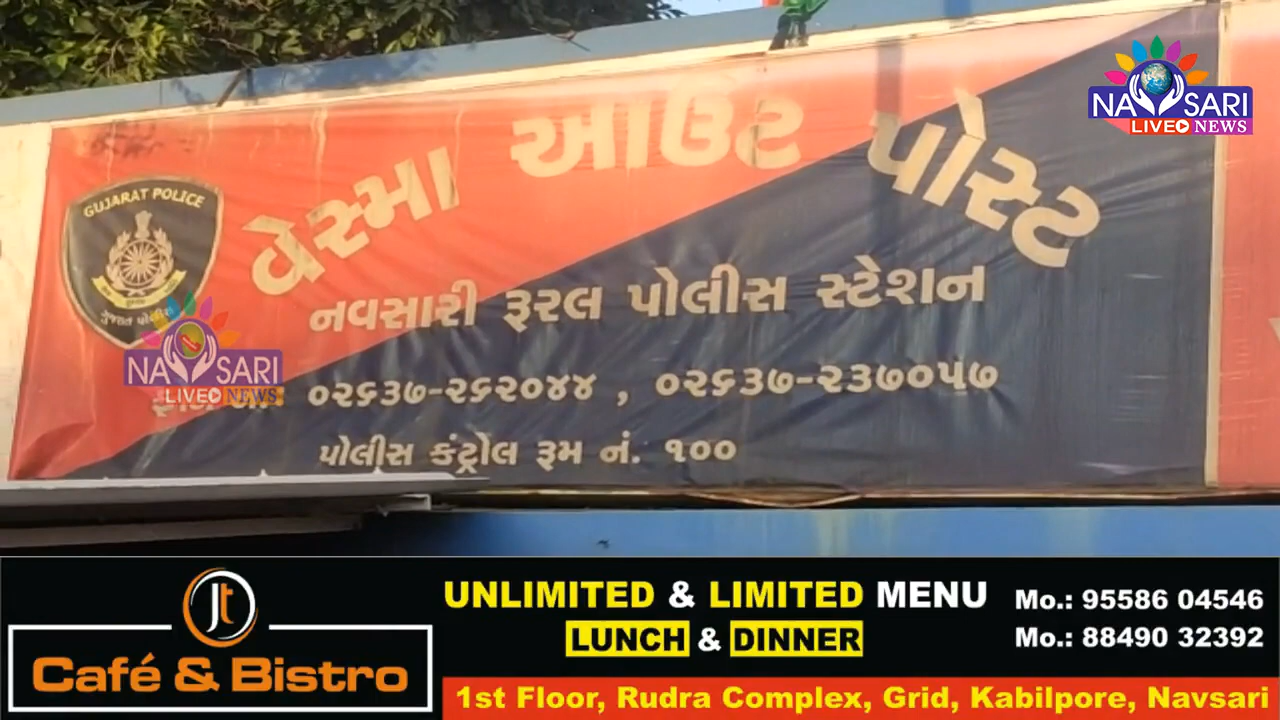 NAVSARI
LIVE NEWS
વેસ્મા આઉટ પોસ્ટ
GUJARAT POLICE
ગુજરાત પોલીસ
નવસારી રૂરલ પોલીસ સ્ટેશન
NAVSARI
LIVE NEWS
૦૨૬૩૭-૨૬૨૦૪૪ , ૦૨૬૩૭-૨૩૭૦૫૭
પોલીસ કંટ્રોલ રૂમ નં. ૧૦૦
Jt
Café & Bistro
UNLIMITED & LIMITED MENU
LUNCH & DINNER
Mo.: 95586 04546
Mo.: 88490 32392
1st Floor, Rudra Complex, Grid, Kabilpore, Navsari